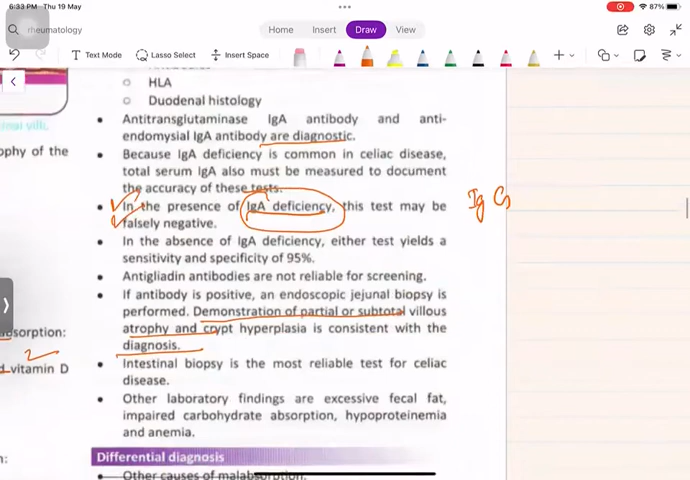 6:33 PM Thu 19 May
87%
rheumatology
Home
Insert
Draw
View
Text Mode
Lasso Select
Insert Space
HLA
Duodenal histology
Antitransglutaminase IgA antibody and anti-
endomysial IgA antibody are diagnostic.
Because IgA deficiency is common in celiac disease,
total serum IgA also must be measured to document
the accuracy of these tests.
In the presence of IgA deficiency, this test may be
falsely negative.
Ig G
In the absence of IgA deficiency, either test yields a
sensitivity and specificity of 95%.
Antigliadin antibodies are not reliable for screening.
If antibody is positive, an endoscopic jejunal biopsy is
performed. Demonstration of partial or subtotal villous
atrophy and crypt hyperplasia is consistent with the
diagnosis.
Intestinal biopsy is the most reliable test for celiac
disease.
Other laboratory findings are excessive fecal fat,
impaired carbohydrate absorption, hypoproteinemia
and anemia.
Differential diagnosis
Other causes of malabsorption.
nal villi.
ophy of the
absorption:
d vitamin D
n: